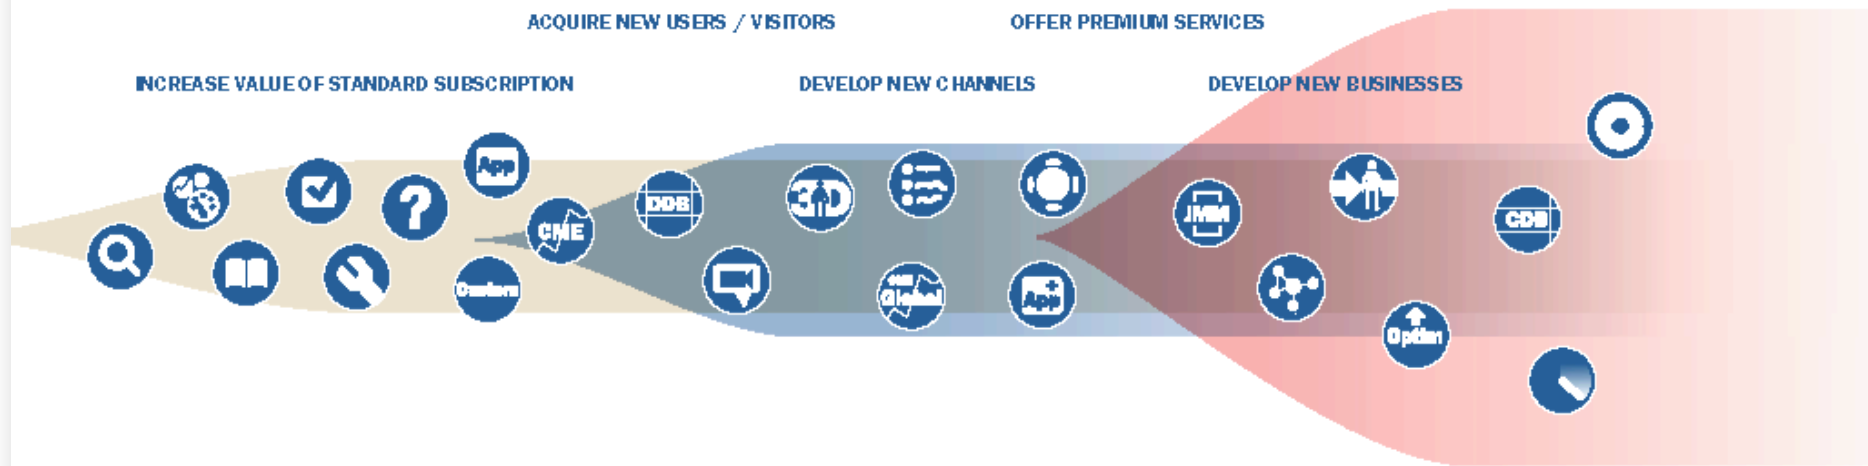 ACQUIRE NEW USERS / VISITORS
OFFER PREMIUM SERVICES
INCREASE VALUE OF STANDARD SUBSCRIPTION
DEVELOP NEW CHANNELS
DEVELOP NEW BUSINESSES
App
?
CME
DDB
3D
JMM
CDB
Custom
Global
App
Optim